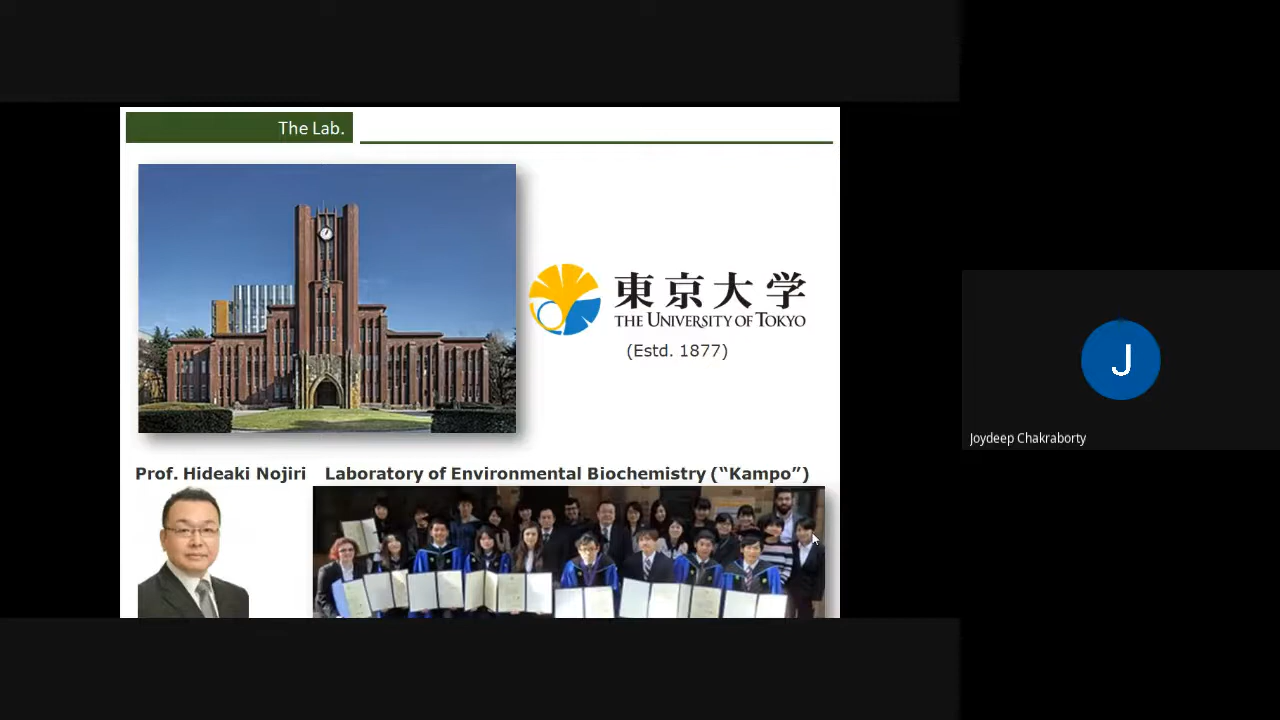 The Lab.
東京大学
THE UNIVERSITY OF TOKYO
(Estd. 1877)
Prof. Hideaki Nojiri
Laboratory of Environmental Biochemistry (“Kampo”)
J
Joydeep Chakraborty